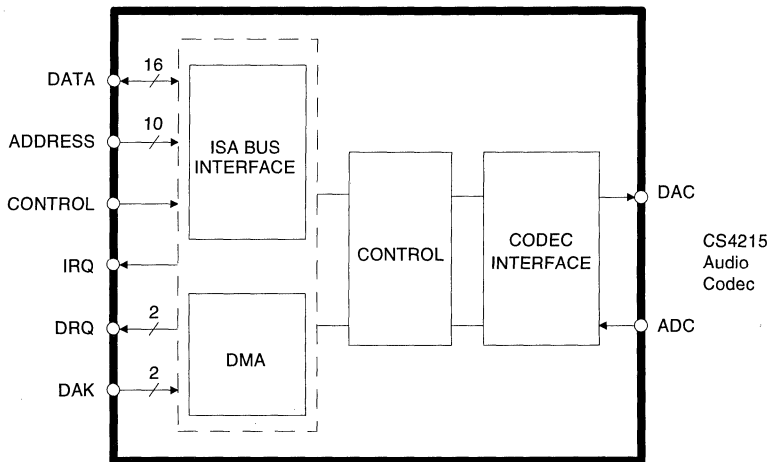 DATA
16
ADDRESS
10
CONTROL
IRQ
DRQ
2
DAK
2
ISA BUS
INTERFACE
DMA
CONTROL
CODEC
INTERFACE
DAC
CS4215
Audio
Codec
ADC